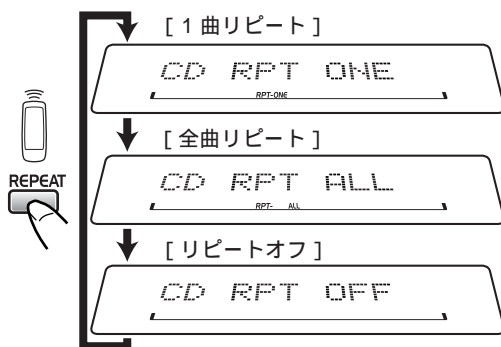 [ 1 曲リピート ]
CD RPT ONE
RPT-ONE
[ 全曲リピート ]
REPEAT
CD RPT ALL
RPT- ALL
[ リピートオフ ]
CD RPT OFF